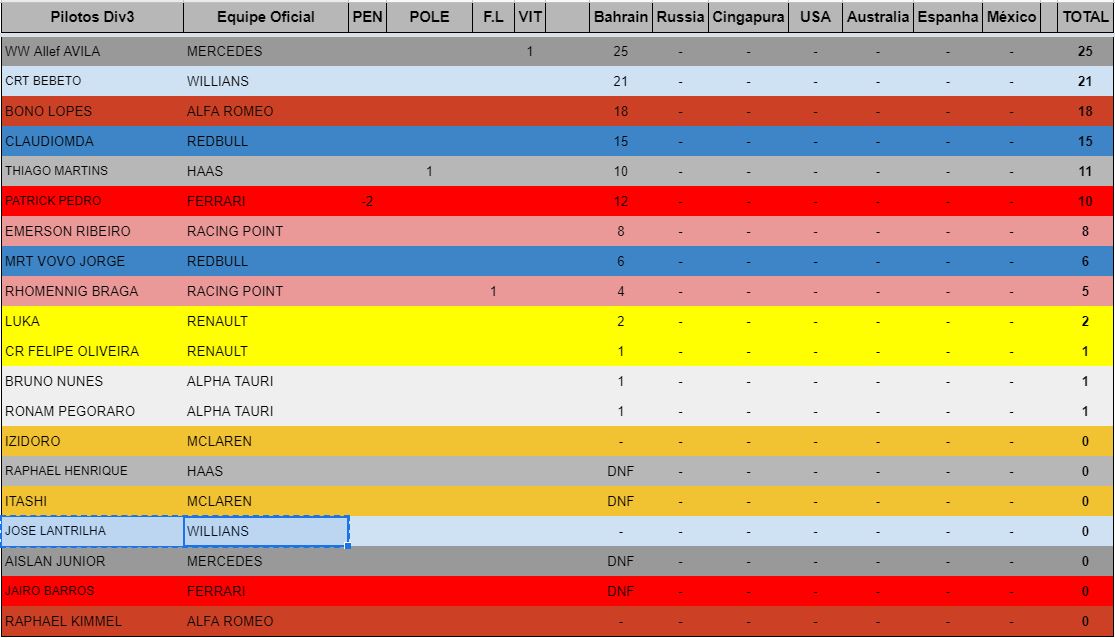 Pilotos Div3 Equipe Oficial PEN POLE F.L VIT Bahrain Russia Cingapura USA Australia Espanha México TOTAL
WW Allef AVILA MERCEDES 1 25 - - - - - - 25
CRT BEBETO WILLIANS 21 - - - - - - 21
BONO LOPES ALFA ROMEO 18 - - - - - - 18
CLAUDIOMDA REDBULL 15 - - - - - - 15
THIAGO MARTINS HAAS 1 10 - - - - - - 11
PATRICK PEDRO FERRARI -2 12 - - - - - - 10
EMERSON RIBEIRO RACING POINT 8 - - - - - - 8
MRT VOVO JORGE REDBULL 6 - - - - - - 6
RHOMENNIG BRAGA RACING POINT 1 4 - - - - - - 5
LUKA RENAULT 2 - - - - - - 2
CR FELIPE OLIVEIRA RENAULT 1 - - - - - - 1
BRUNO NUNES ALPHA TAURI 1 - - - - - - 1
RONAM PEGORARO ALPHA TAURI 1 - - - - - - 1
IZIDORO MCLAREN - - - - - - - 0
RAPHAEL HENRIQUE HAAS DNF - - - - - - 0
ITASHI MCLAREN DNF - - - - - - 0
JOSE LANTRILHA WILLIANS - - - - - - - 0
AISLAN JUNIOR MERCEDES DNF - - - - - - 0
JAIRO BARROS FERRARI DNF - - - - - - 0
RAPHAEL KIMMEL ALFA ROMEO - - - - - - - 0